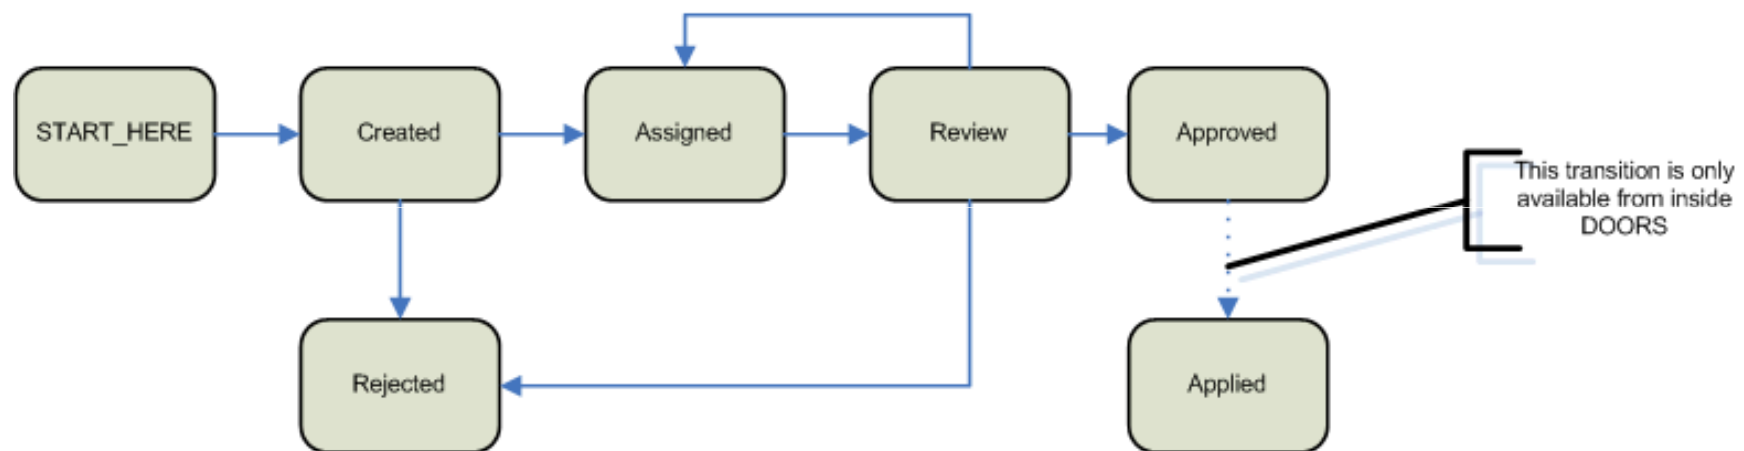 START_HERE
Created
Assigned
Review
Approved
This transition is only
available from inside
DOORS
Rejected
Applied